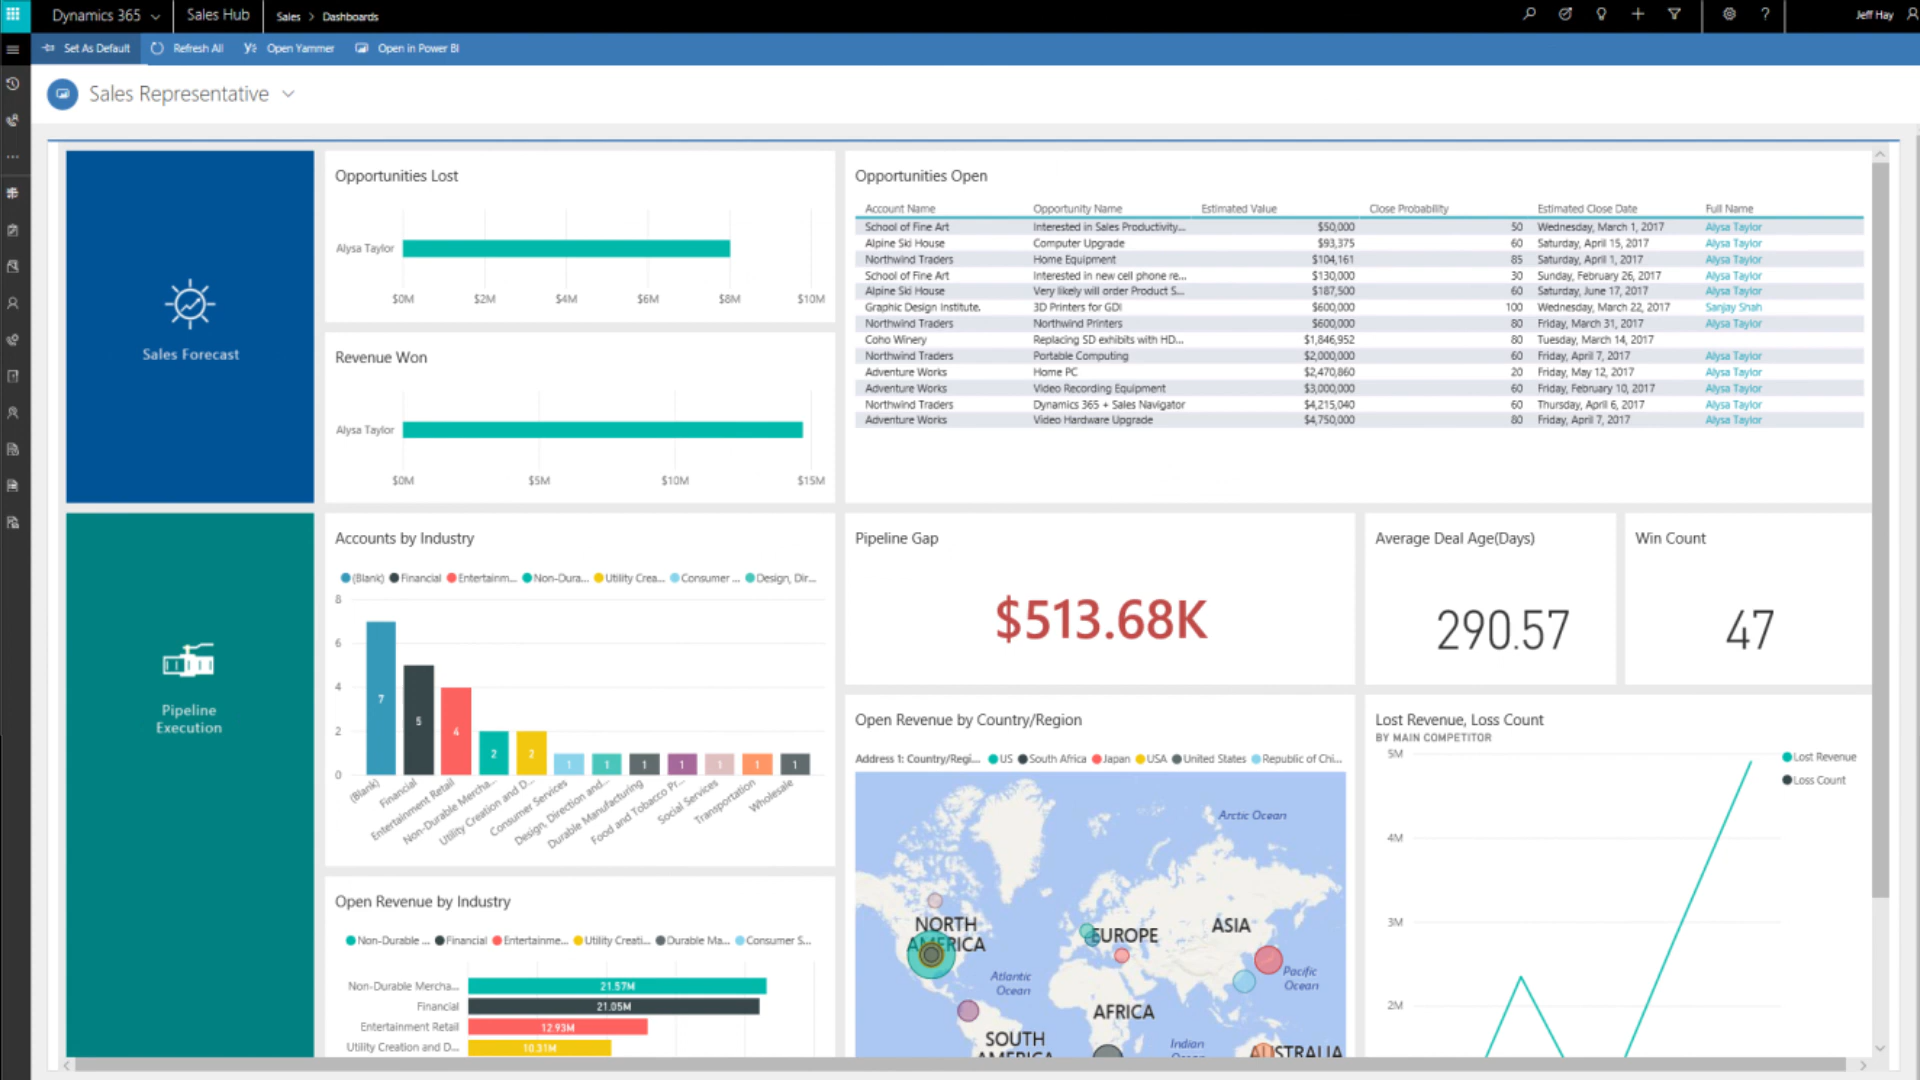 Dynamics 365 Sales Hub Sales > Dashboards ? Jeff Hay
Set As Default Refresh All Open Yammer Open in Power BI
Sales Representative
Sales Forecast
Opportunities Lost
Alysa Taylor
$0M $2M $4M $6M $8M $10M
Revenue Won
Alysa Taylor
$0M $5M $10M $15M
Opportunities Open
Account Name Opportunity Name Estimated Value Close Probability Estimated Close Date Full Name
School of Fine Art Interested in Sales Productivity... $50,000 50 Wednesday, March 1, 2017 Alysa Taylor
Alpine Ski House Computer Upgrade $93,375 60 Saturday, April 15, 2017 Alysa Taylor
Northwind Traders Home Equipment $104,161 85 Saturday, April 1, 2017 Alysa Taylor
School of Fine Art Interested in new cell phone re... $130,000 30 Sunday, February 26, 2017 Alysa Taylor
Alpine Ski House Very likely will order Product S... $187,500 60 Saturday, June 17, 2017 Alysa Taylor
Graphic Design Institute. 3D Printers for GDI $600,000 100 Wednesday, March 22, 2017 Sanjay Shah
Northwind Traders Northwind Printers $600,000 80 Friday, March 31, 2017 Alysa Taylor
Coho Winery Replacing SD exhibits with HD... $1,846,952 80 Tuesday, March 14, 2017
Northwind Traders Portable Computing $2,000,000 60 Friday, April 7, 2017 Alysa Taylor
Adventure Works Home PC $2,470,860 20 Friday, May 12, 2017 Alysa Taylor
Adventure Works Video Recording Equipment $3,000,000 60 Friday, February 10, 2017 Alysa Taylor
Northwind Traders Dynamics 365 + Sales Navigator $4,215,040 60 Thursday, April 6, 2017 Alysa Taylor
Adventure Works Video Hardware Upgrade $4,750,000 80 Friday, April 7, 2017 Alysa Taylor
Pipeline
Execution
Accounts by Industry
(Blank) Financial Entertainm... Non-Dura... Utility Crea... Consumer ... Design, Dir...
8
6
4
2
0
7 5 4 2 2 1 1 1 1 1 1 1
(Blank) Financial Entertainment Retail Non-Durable Mercha... Utility Creation and D... Consumer Services Design, Direction and... Durable Manufacturing Food and Tobacco Pr... Social Services Transportation Wholesale
Pipeline Gap
$513.68K
Average Deal Age(Days)
290.57
Win Count
47
Open Revenue by Industry
Non-Durable ... Financial Entertainme... Utility Creati... Durable Ma... Consumer S...
Non-Durable Mercha... 21.57M
Financial 21.05M
Entertainment Retail 12.93M
Utility Creation and D... 10.31M
Open Revenue by Country/Region
Address 1: Country/Regi... US South Africa Japan USA United States Republic of Chi...
Arctic Ocean
NORTH
AMERICA
EUROPE
ASIA
Atlantic
Ocean
Pacific
Ocean
AFRICA
SOUTH
AMERICA
Indian
Ocean
AUSTRALIA
Lost Revenue, Loss Count
BY MAIN COMPETITOR
Lost Revenue
Loss Count
5M
4M
3M
2M